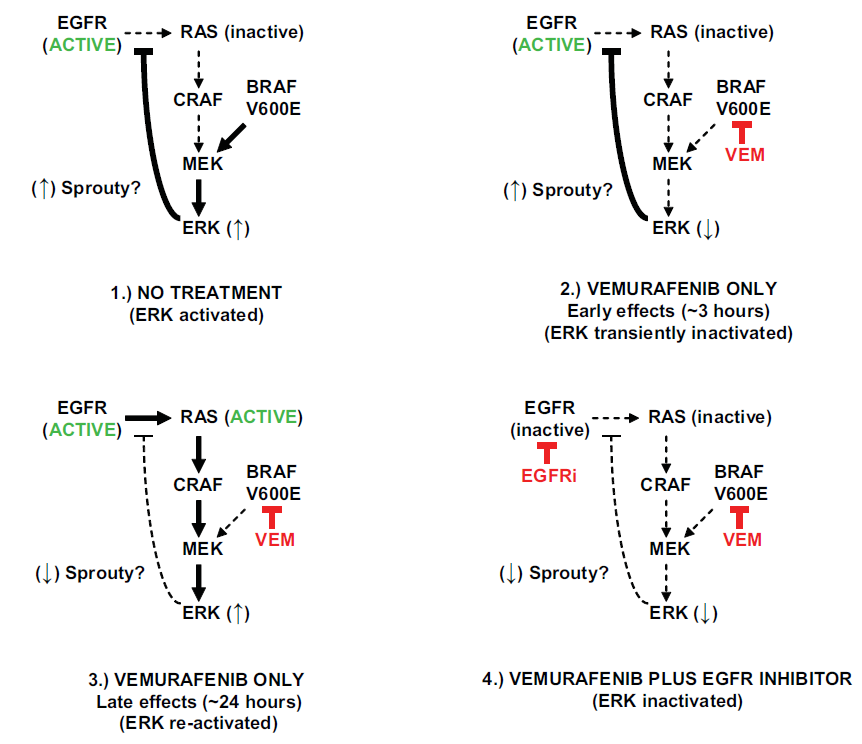 EGFR
(ACTIVE)
RAS (inactive)
CRAF
BRAF
V600E
MEK
(↑) Sprouty?
ERK (↑)
1.) NO TREATMENT
(ERK activated)
EGFR
(ACTIVE)
RAS (inactive)
CRAF
BRAF
V600E
VEM
MEK
(↑) Sprouty?
ERK (↓)
2.) VEMURAFENIB ONLY
Early effects (~3 hours)
(ERK transiently inactivated)
EGFR
(ACTIVE)
RAS (ACTIVE)
CRAF
BRAF
V600E
VEM
MEK
(↓) Sprouty?
ERK (↑)
3.) VEMURAFENIB ONLY
Late effects (~24 hours)
(ERK re-activated)
EGFR
(inactive)
RAS (inactive)
EGFRi
CRAF
BRAF
V600E
VEM
MEK
(↓) Sprouty?
ERK (↓)
4.) VEMURAFENIB PLUS EGFR INHIBITOR
(ERK inactivated)